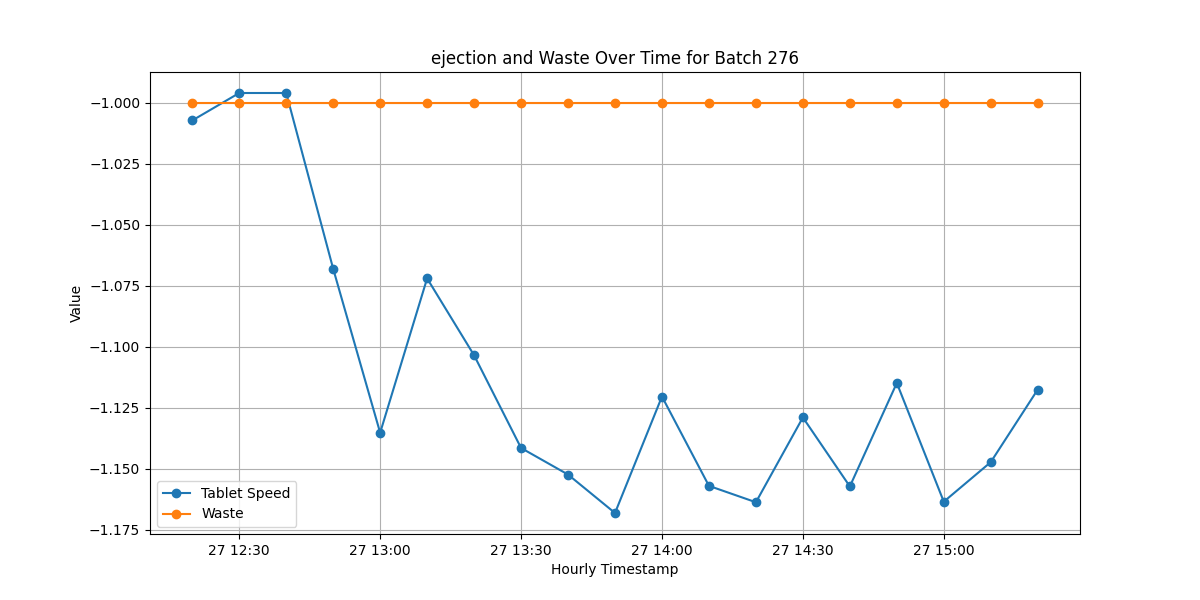 ejection and Waste Over Time for Batch 276
−1.000
−1.025
−1.050
−1.075
−1.100
−1.125
−1.150
−1.175
Value
Tablet Speed
Waste
27 12:30
27 13:00
27 13:30
27 14:00
27 14:30
27 15:00
Hourly Timestamp